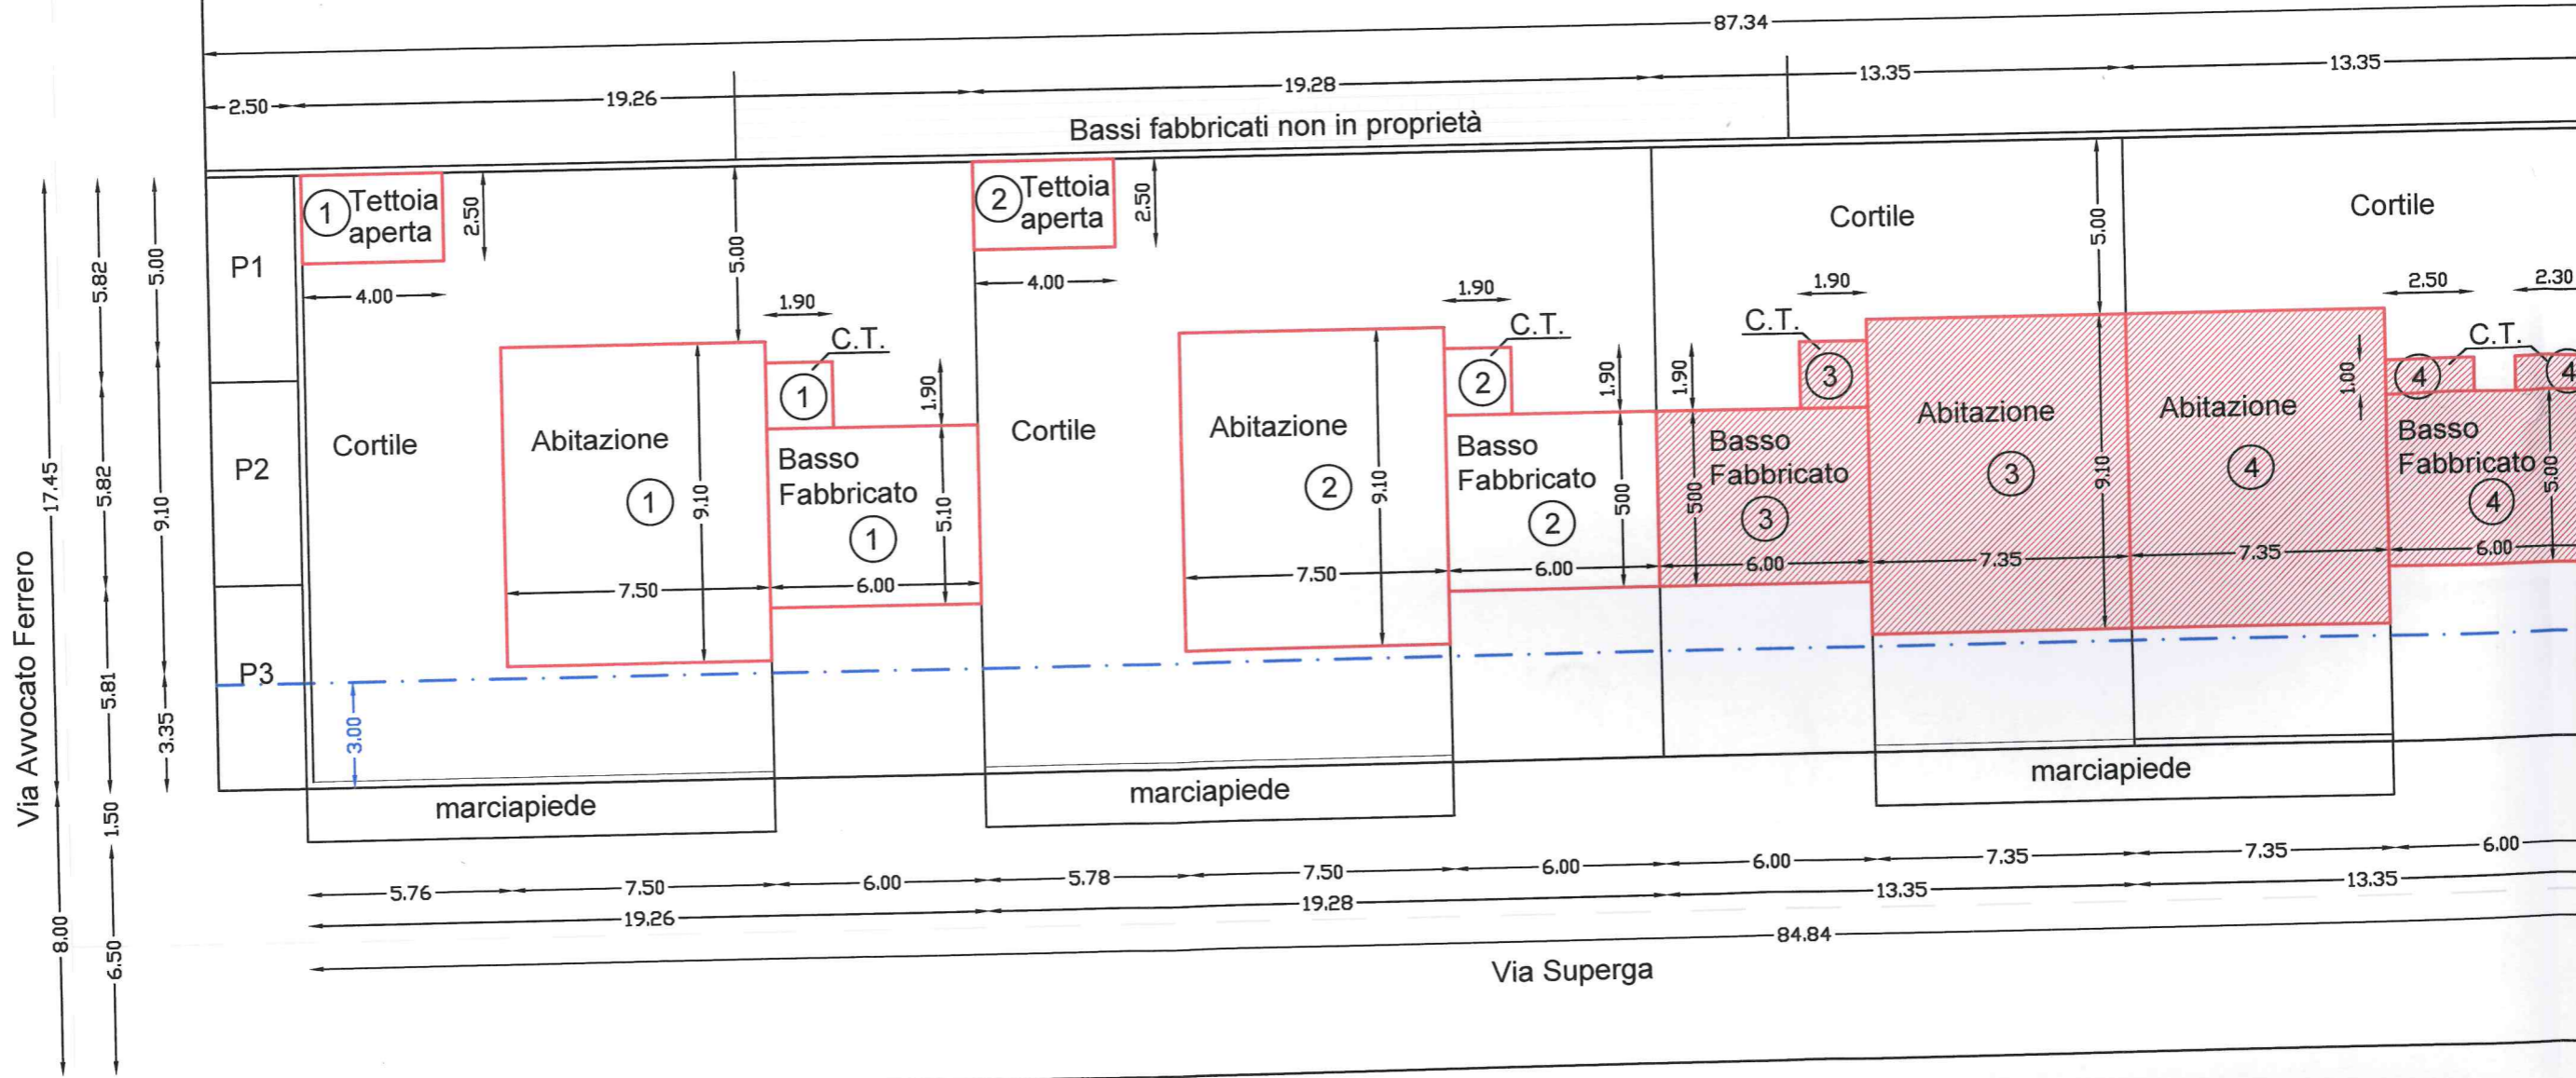 87.34
2.50
19.26
19.28
13.35
13.35
Bassi fabbricati non in proprietà
1 Tettoia
aperta
2.50
4.00
2 Tettoia
aperta
2.50
4.00
Cortile
Cortile
P1
P2
P3
5.00
5.00
1.90
C.T.
1
1.90
1.90
C.T.
2
1.90
1.90
1.90
C.T.
3
2.50
2.30
C.T.
4
4
1.00
Cortile
Abitazione
1
9.10
7.50
Basso
Fabbricato
1
5.10
6.00
Cortile
Abitazione
2
9.10
7.50
Basso
Fabbricato
2
500
6.00
Basso
Fabbricato
3
500
6.00
Abitazione
3
9.10
7.35
Abitazione
4
7.35
Basso
Fabbricato
4
5.00
6.00
3.00
marciapiede
marciapiede
marciapiede
Via Avvocato Ferrero
17.45
8.00
5.82
5.82
5.81
1.50
6.50
5.00
9.10
3.35
5.76
7.50
6.00
5.78
7.50
6.00
6.00
7.35
7.35
6.00
19.26
19.28
13.35
13.35
84.84
Via Superga